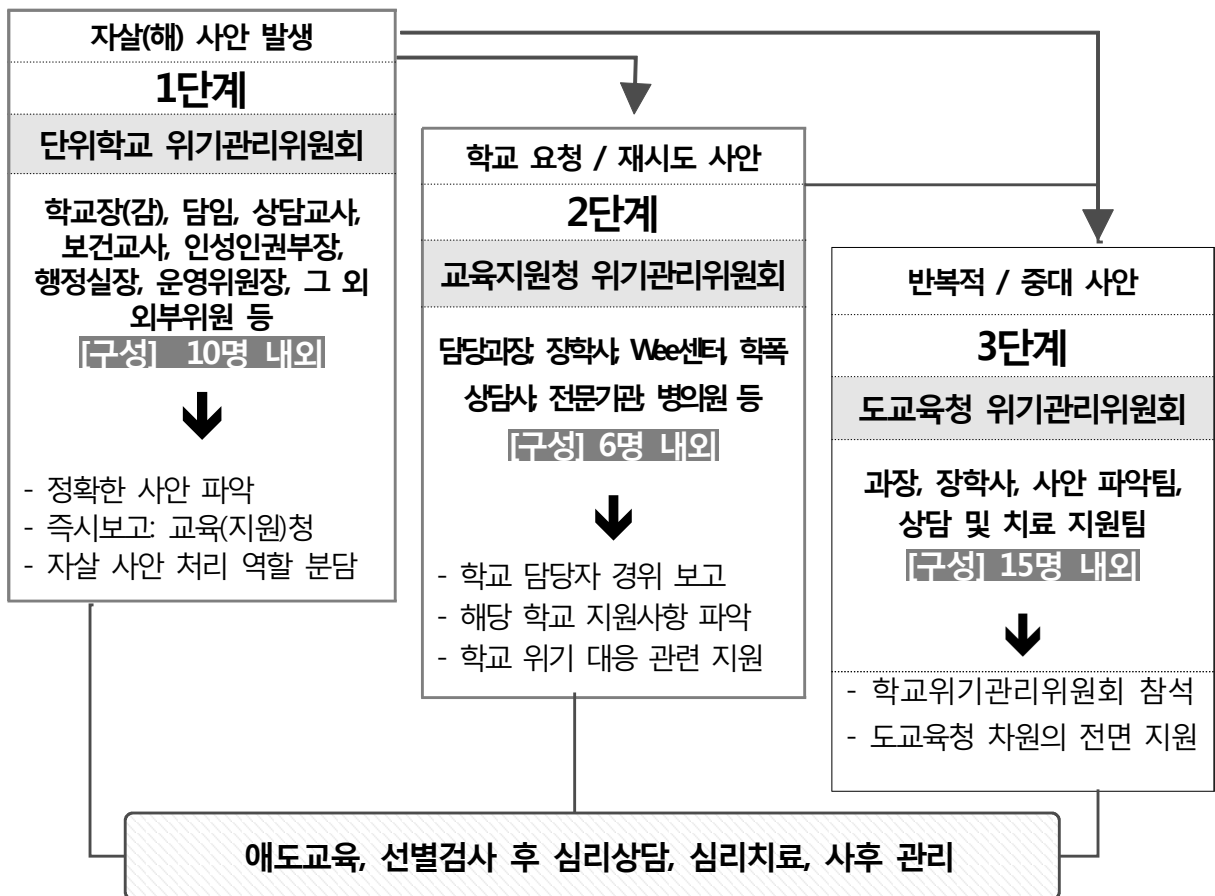 자살(해) 사안 발생
1단계
단위학교 위기관리위원회
학교장(감), 담임, 상담교사,
보건교사, 인성인권부장,
행정실장, 운영위원장, 그 외
외부위원 등
[구성] 10명 내외
- 정확한 사안 파악
- 즉시보고: 교육(지원)청
- 자살 사안 처리 역할 분담
학교 요청 / 재시도 사안
2단계
교육지원청 위기관리위원회
담당과장, 장학사, Wee센터, 학폭
상담사, 전문기관, 병의원 등
[구성] 6명 내외
- 학교 담당자 경위 보고
- 해당 학교 지원사항 파악
- 학교 위기 대응 관련 지원
반복적 / 중대 사안
3단계
도교육청 위기관리위원회
과장, 장학사, 사안 파악팀,
상담 및 치료 지원팀
[구성] 15명 내외
- 학교위기관리위원회 참석
- 도교육청 차원의 전면 지원
애도교육, 선별검사 후 심리상담, 심리치료, 사후 관리